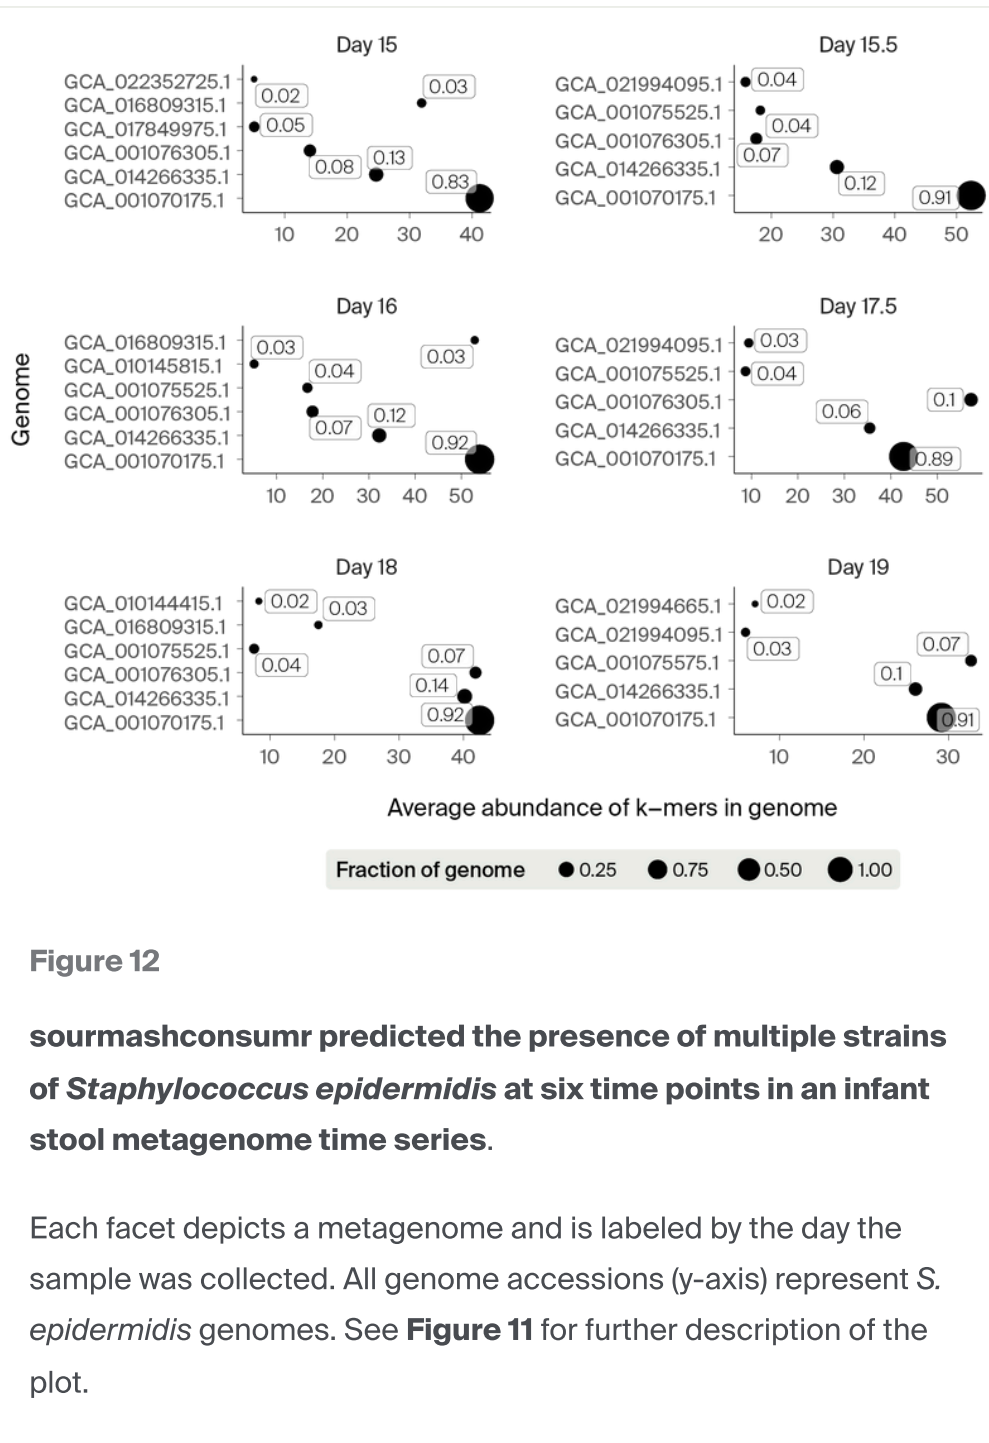 Day 15
GCA_022352725.1
GCA_016809315.1
GCA_017849975.1
GCA_001076305.1
GCA_014266335.1
GCA_001070175.1
0.02
0.03
0.05
0.08
0.13
0.83
10 20 30 40
Day 15.5
GCA_021994095.1
GCA_001075525.1
GCA_001076305.1
GCA_014266335.1
GCA_001070175.1
0.04
0.04
0.07
0.12
0.91
20 30 40 50
Genome
Day 16
GCA_016809315.1
GCA_010145815.1
GCA_001075525.1
GCA_001076305.1
GCA_014266335.1
GCA_001070175.1
0.03
0.03
0.04
0.07
0.12
0.92
10 20 30 40 50
Day 17.5
GCA_021994095.1
GCA_001075525.1
GCA_001076305.1
GCA_014266335.1
GCA_001070175.1
0.03
0.04
0.1
0.06
0.89
10 20 30 40 50
Day 18
GCA_010144415.1
GCA_016809315.1
GCA_001075525.1
GCA_001076305.1
GCA_014266335.1
GCA_001070175.1
0.02
0.03
0.04
0.07
0.14
0.92
10 20 30 40
Day 19
GCA_021994665.1
GCA_021994095.1
GCA_001075575.1
GCA_014266335.1
GCA_001070175.1
0.02
0.03
0.07
0.1
0.91
10 20 30
Average abundance of k–mers in genome
Fraction of genome 0.25 0.75 0.50 1.00
Figure 12
sourmashconsumr predicted the presence of multiple strains
of Staphylococcus epidermidis at six time points in an infant
stool metagenome time series.
Each facet depicts a metagenome and is labeled by the day the
sample was collected. All genome accessions (y-axis) represent S.
epidermidis genomes. See Figure 11 for further description of the
plot.